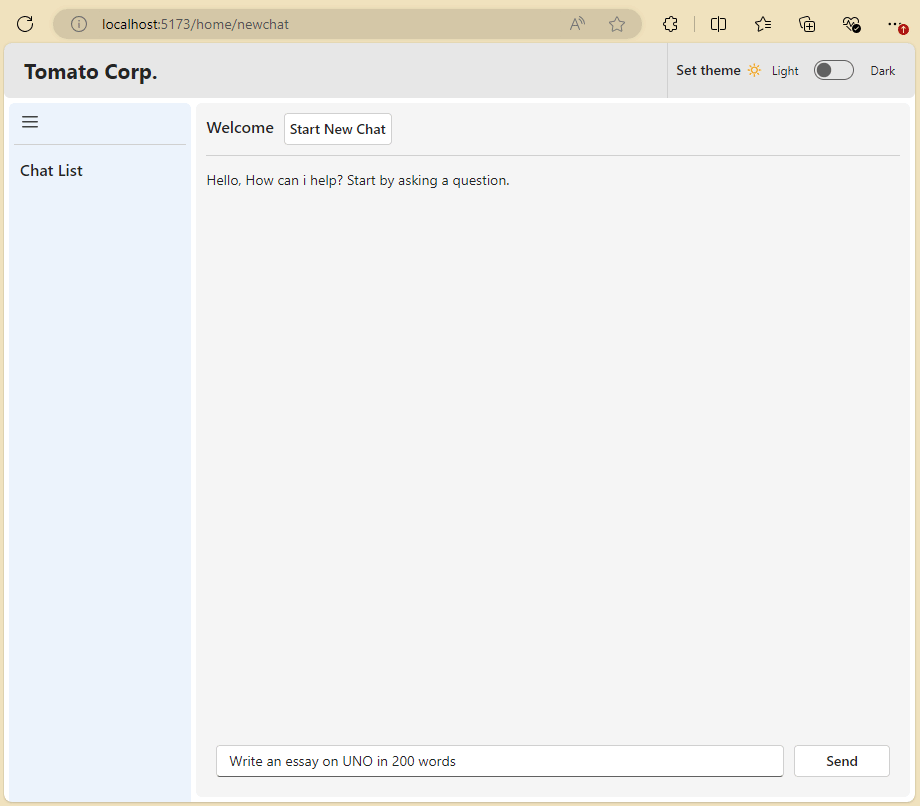 localhost:5173/home/newchat
Tomato Corp.
Set theme Light Dark
Welcome Start New Chat
Chat List
Hello, How can i help? Start by asking a question.
Write an essay on UNO in 200 words Send